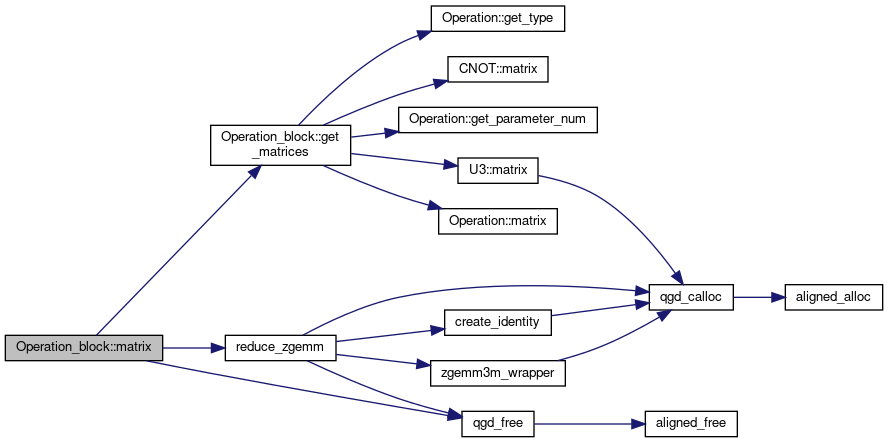 Operation::get_type
CNOT::matrix
Operation::get_parameter_num
Operation_block::get
_matrices
U3::matrix
Operation::matrix
qgd_calloc
aligned_alloc
create_identity
Operation_block::matrix
reduce_zgemm
zgemm3m_wrapper
qgd_free
aligned_free